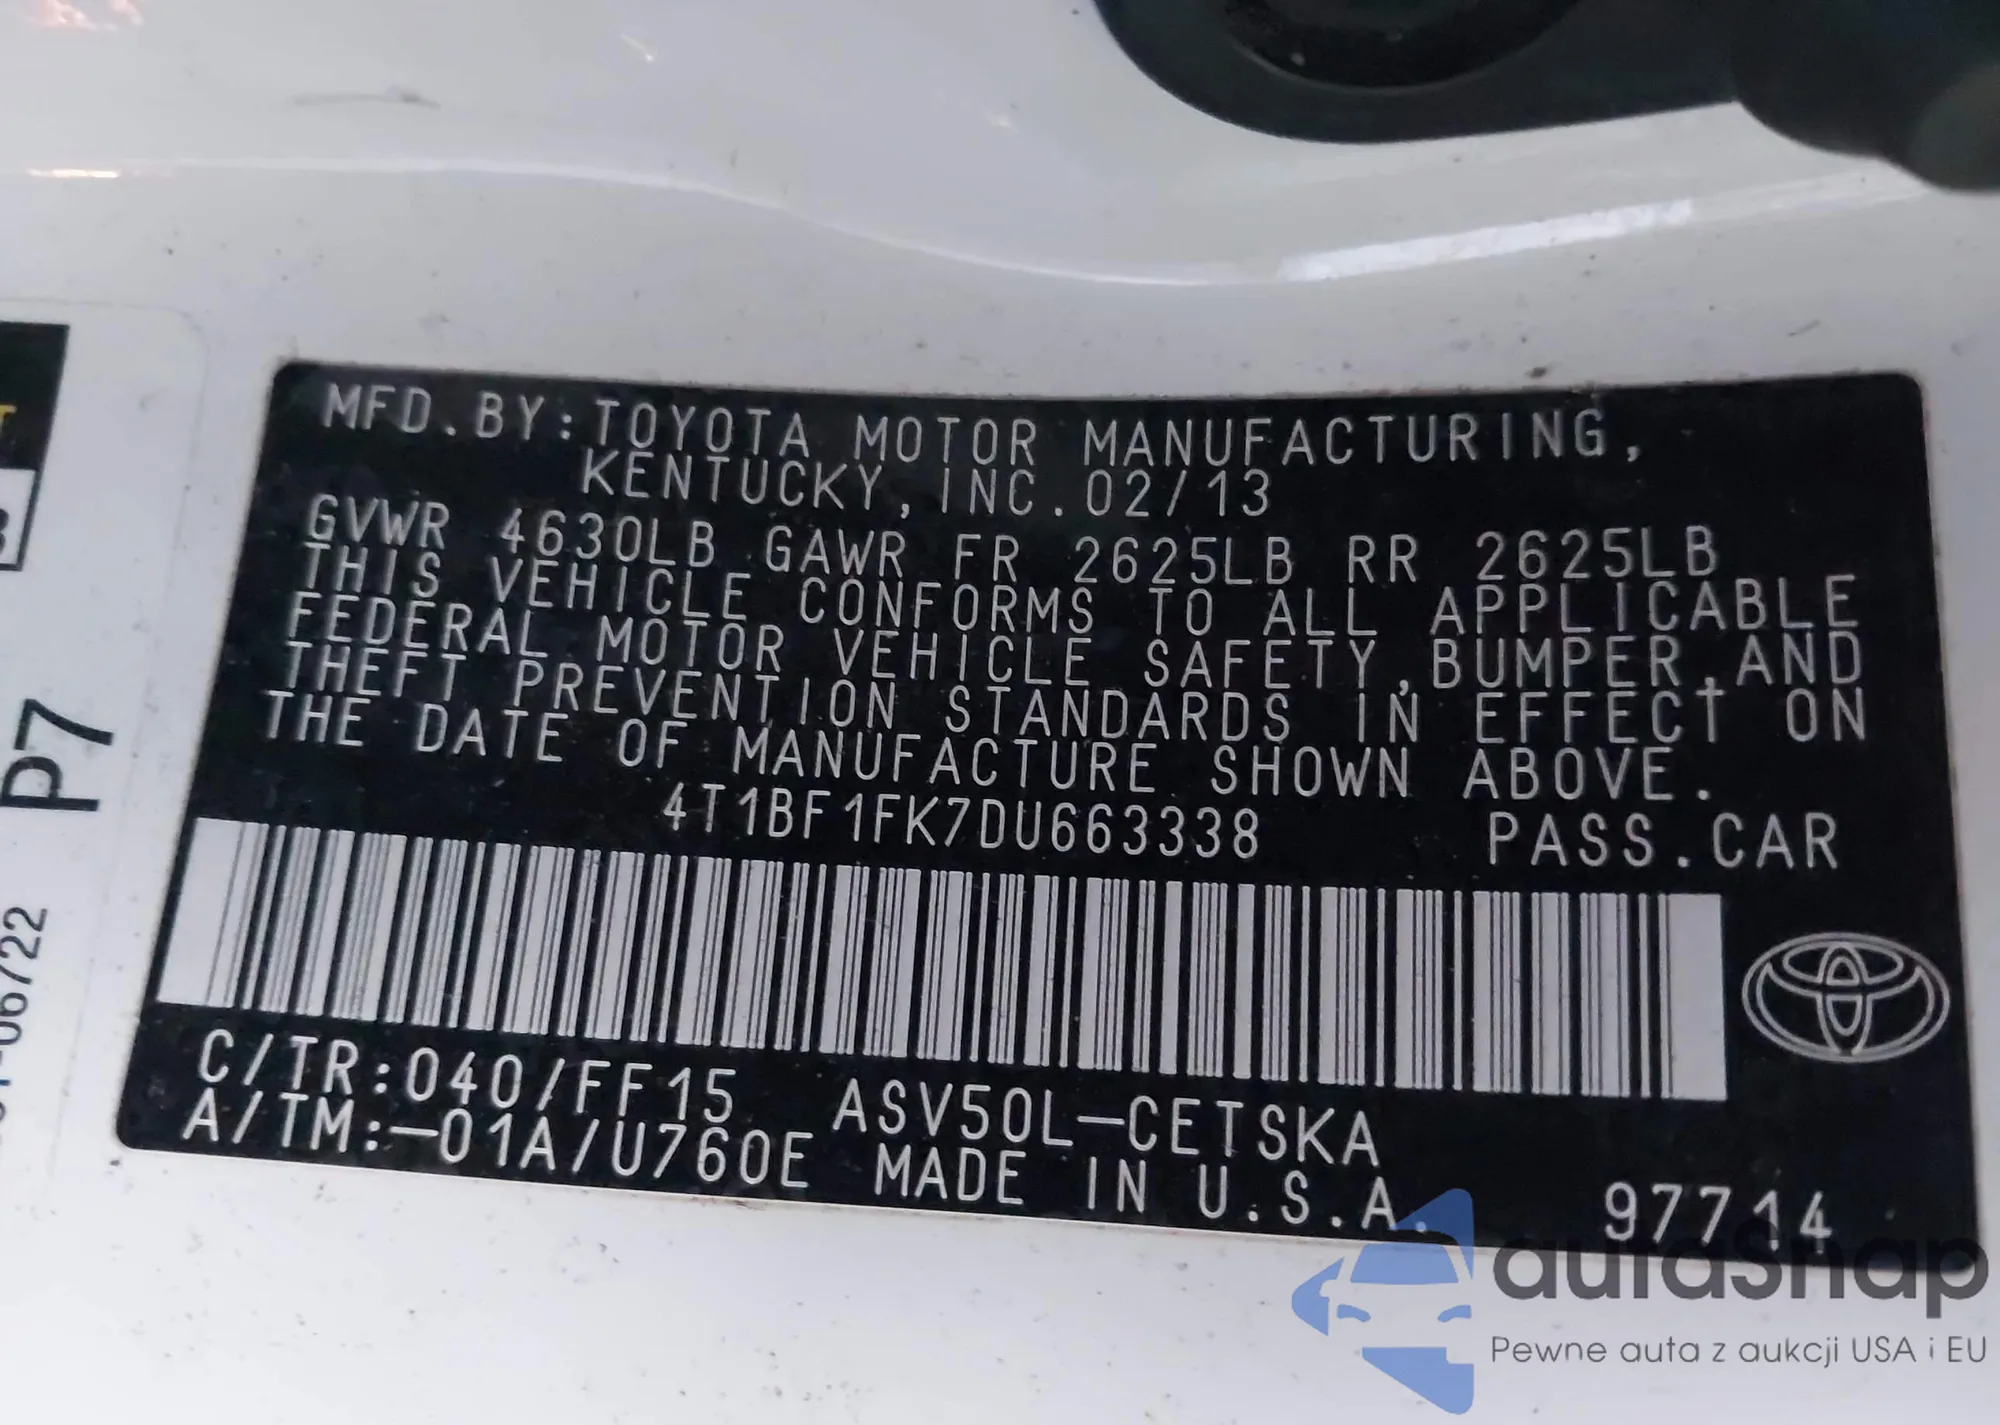 MFD.BY:TOYOTA MOTOR MANUFACTURING,
KENTUCKY,INC.02/13
GVWR 4630LB GAWR FR 2625LB RR 2625LB
THIS VEHICLE CONFORMS TO ALL APPLICABLE
FEDERAL MOTOR VEHICLE SAFETY,BUMPER,AND
THEFT PREVENTION STANDARDS IN EFFECT ON
THE DATE OF MANUFACTURE SHOWN ABOVE.
4T1BF1FK7DU663338 PASS.CAR
C/TR:040/FF15 ASV50L-CETSKA
A/TM:-01A/U760E MADE IN U.S.A. 97714
P7
06722
autaSnap
Pewne auta z aukcji USA i EU